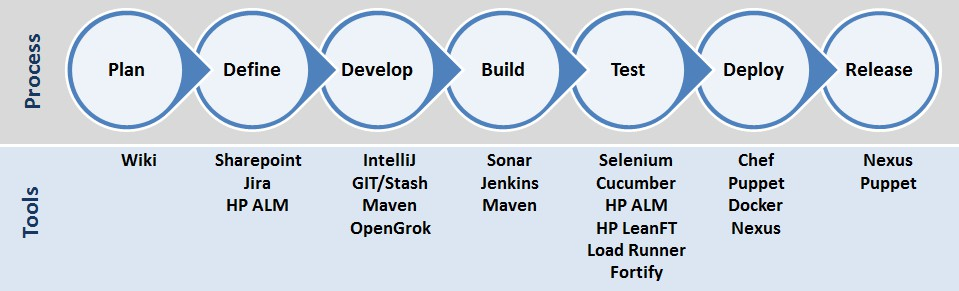 Process
Plan
Define
Develop
Build
Test
Deploy
Release
Tools
Wiki
Sharepoint
Jira
HP ALM
IntelliJ
GIT/Stash
Maven
OpenGrok
Sonar
Jenkins
Maven
Selenium
Cucumber
HP ALM
HP LeanFT
Load Runner
Fortify
Chef
Puppet
Docker
Nexus
Nexus
Puppet